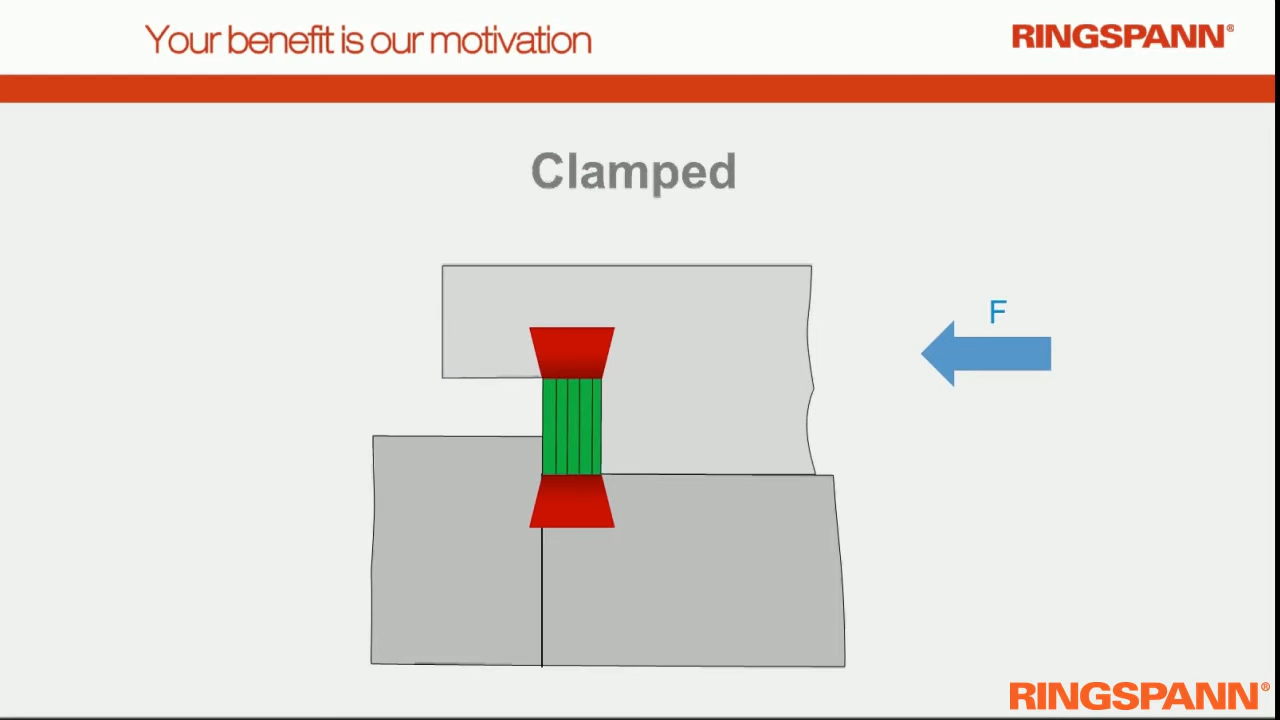 Your benefit is our motivation
RINGSPANN®
Clamped
F
RINGSPANN®